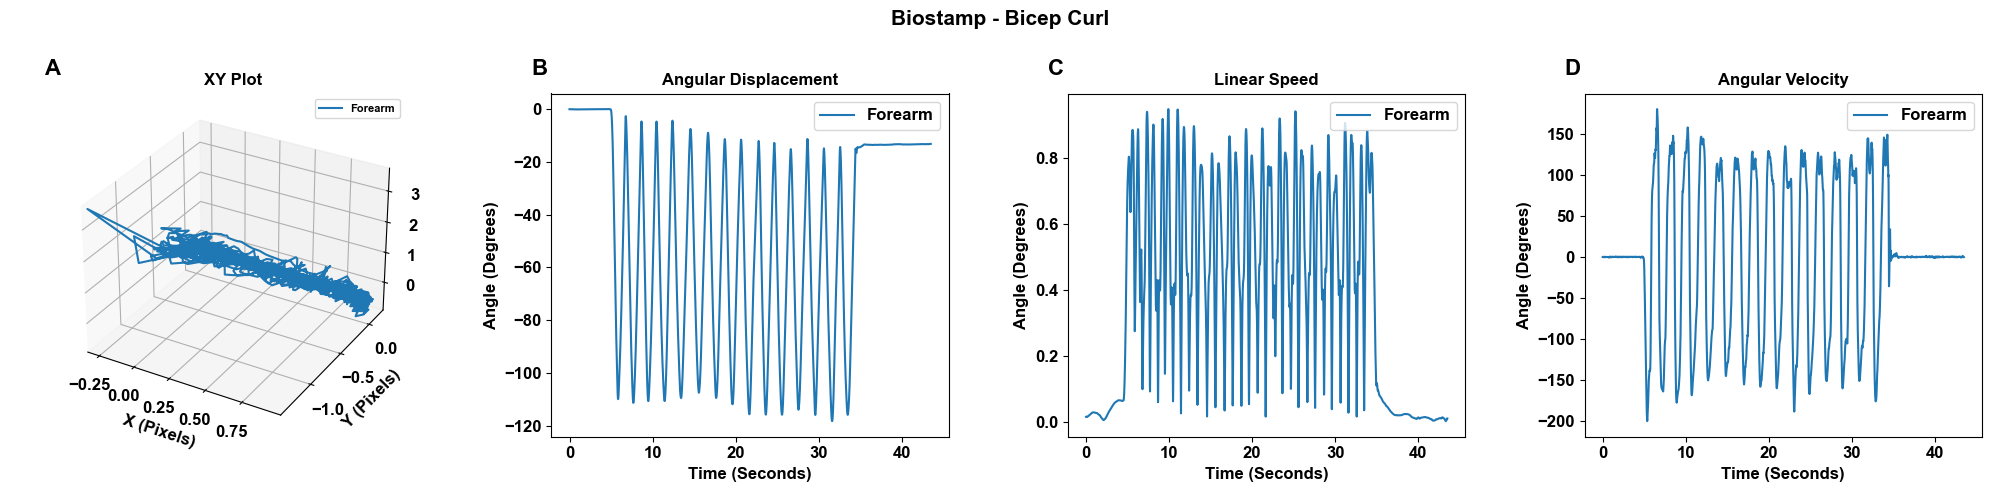 Biostamp - Bicep Curl
A
XY Plot
Forearm
3
2
1
0
0.0
−0.5
−1.0
Y (Pixels)
−0.25
0.00
0.25
0.50
0.75
X (Pixels)
B
Angular Displacement
Forearm
0
−20
−40
−60
−80
−100
−120
Angle (Degrees)
0 10 20 30 40
Time (Seconds)
C
Linear Speed
Forearm
0.8
0.6
0.4
0.2
0.0
Angle (Degrees)
0 10 20 30 40
Time (Seconds)
D
Angular Velocity
Forearm
150
100
50
0
−50
−100
−150
−200
Angle (Degrees)
0 10 20 30 40
Time (Seconds)